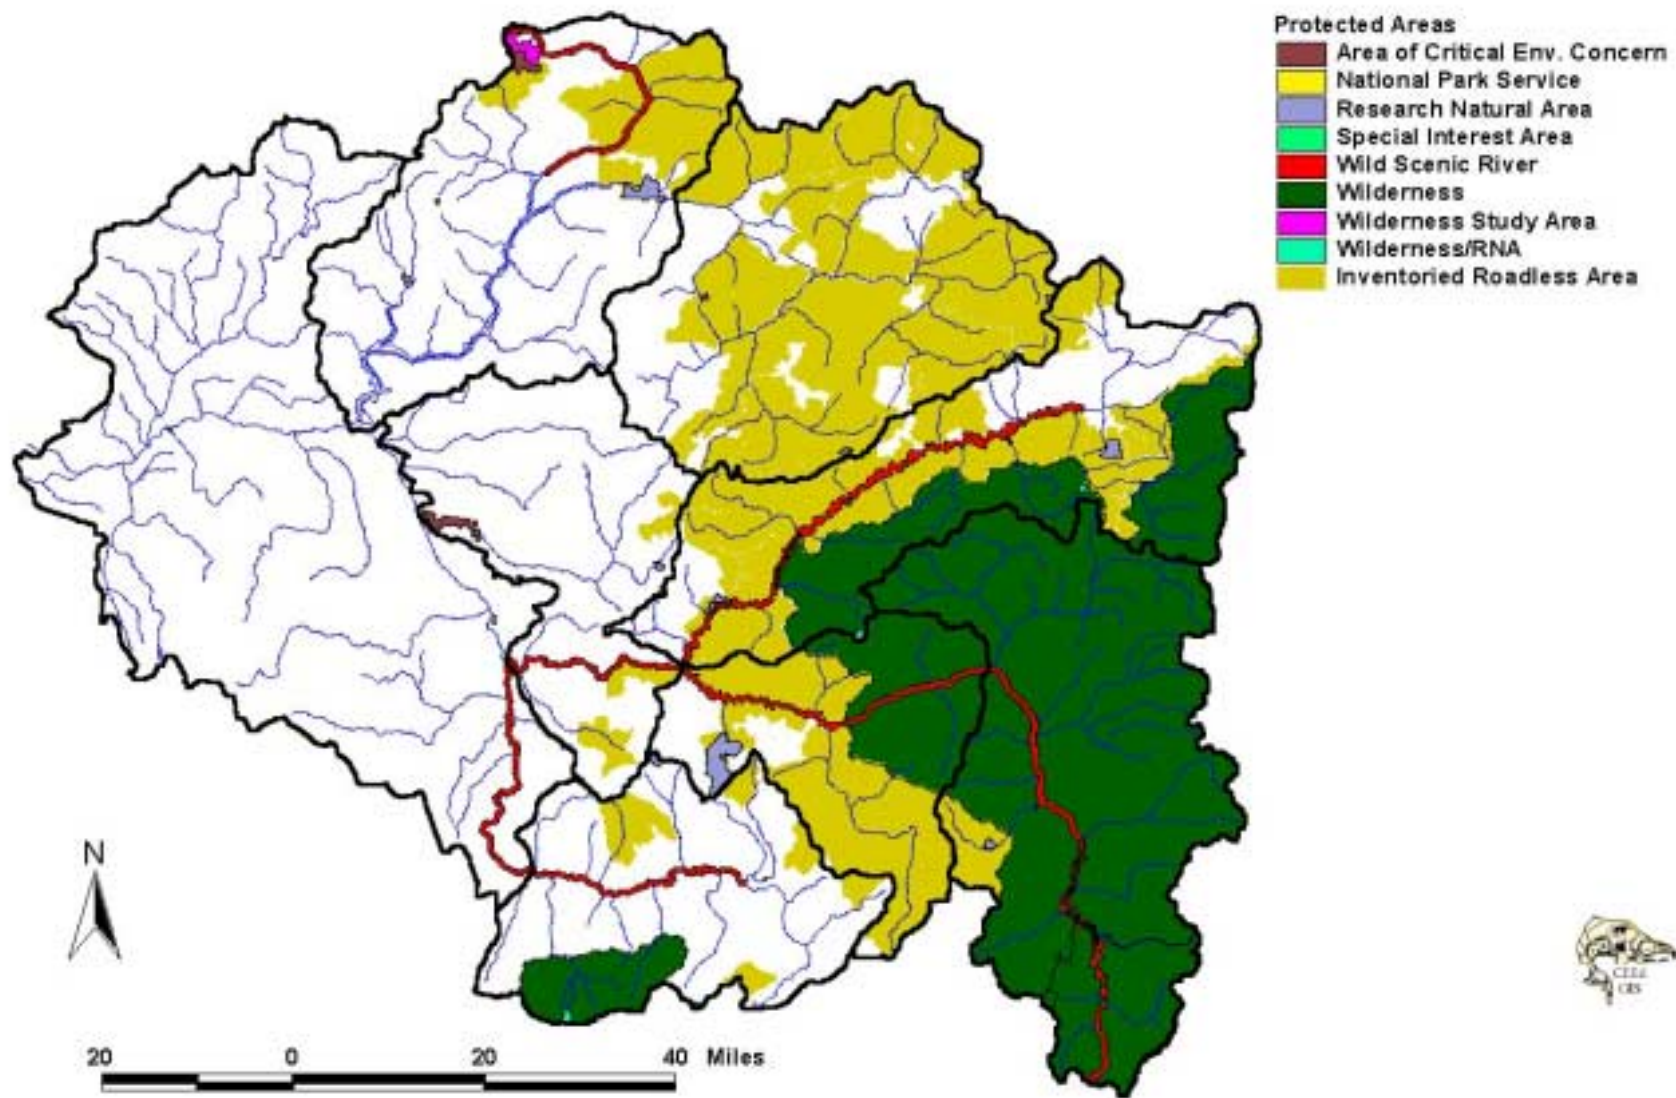 Protected Areas
Area of Critical Env. Concern
National Park Service
Research Natural Area
Special Interest Area
Wild Scenic River
Wilderness
Wilderness Study Area
Wilderness/RNA
Inventoried Roadless Area
N
20 0 20 40 Miles